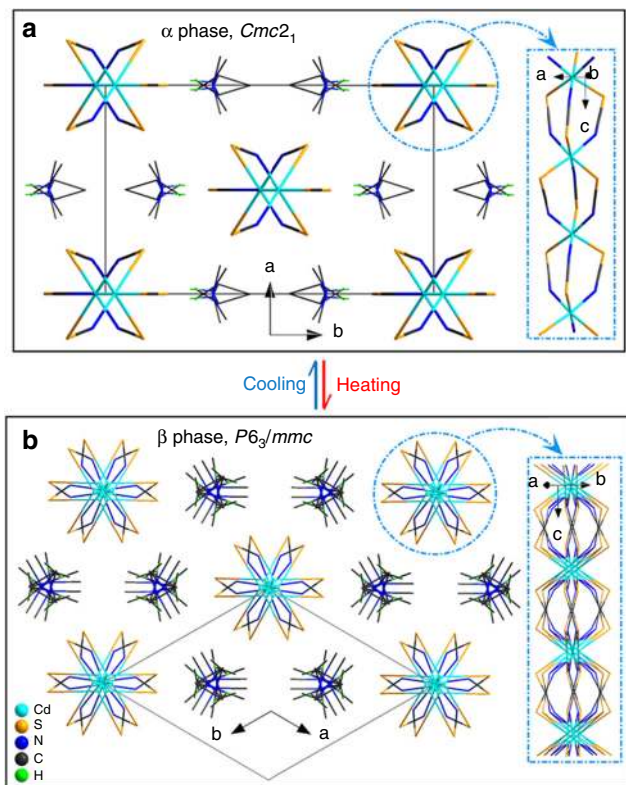 a
α phase, Cmc2₁
a
b
c
a
b
Cooling
Heating
b
β phase, P6₃/mmc
a
b
c
b
a
Cd
S
N
C
H